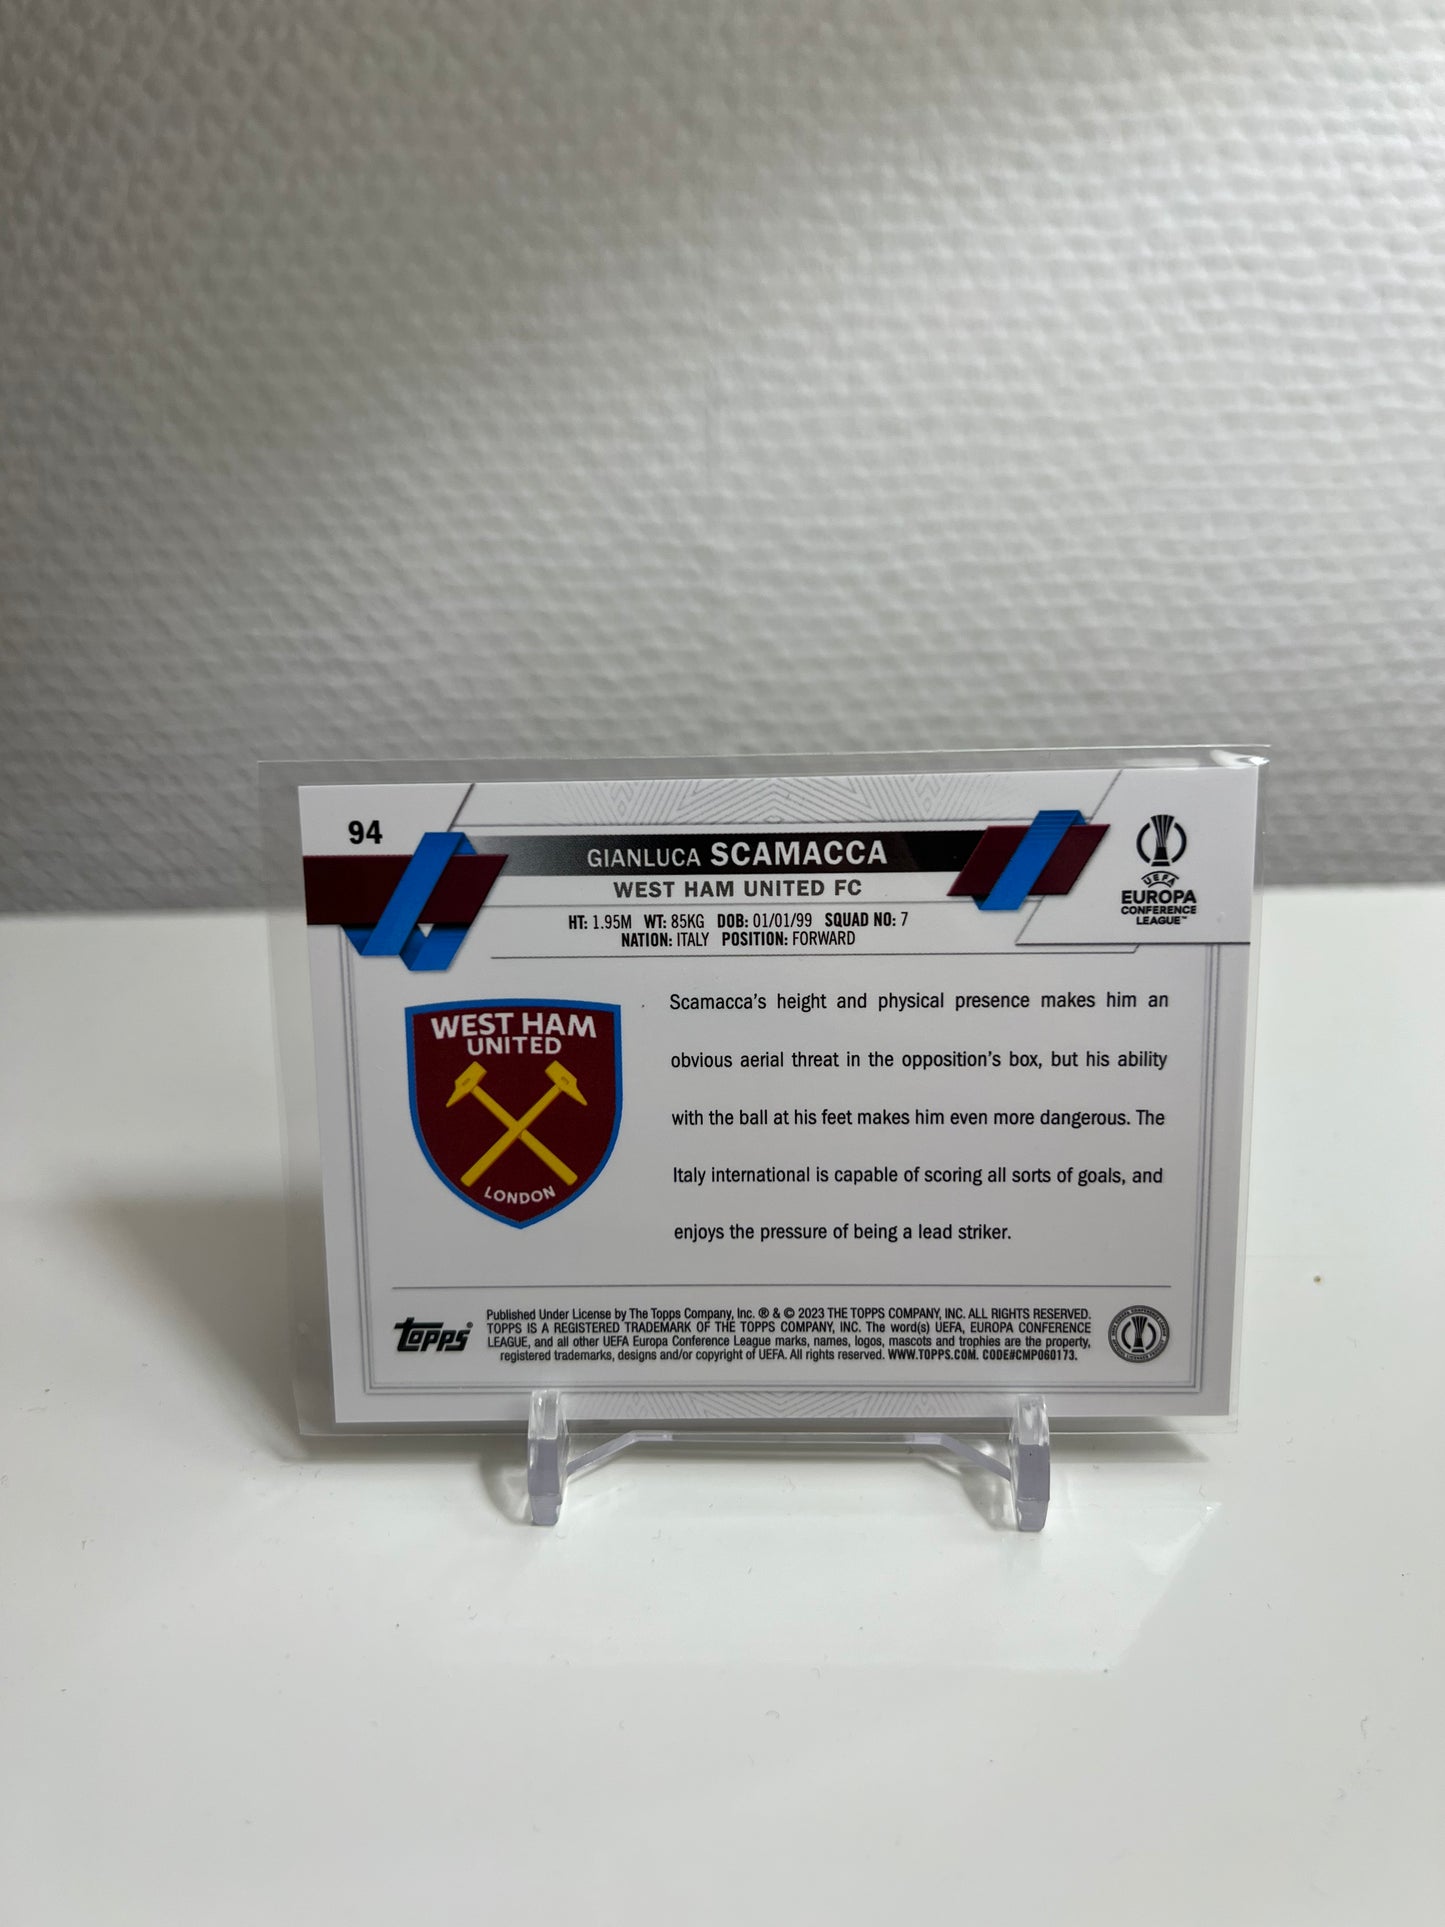 94
GIANLUCA SCAMACCA
WEST HAM UNITED FC
HT: 1.95M WT: 85KG DOB: 01/01/99 SQUAD NO: 7
NATION: ITALY POSITION: FORWARD
UEFA
EUROPA
CONFERENCE
LEAGUE™
WEST HAM
UNITED
LONDON
Scamacca's height and physical presence makes him an
obvious aerial threat in the opposition's box, but his ability
with the ball at his feet makes him even more dangerous. The
Italy international is capable of scoring all sorts of goals, and
enjoys the pressure of being a lead striker.
topps®
Published Under License by The Topps Company, Inc. ® & © 2023 THE TOPPS COMPANY, INC. ALL RIGHTS RESERVED.
TOPPS IS A REGISTERED TRADEMARK OF THE TOPPS COMPANY, INC. The word(s) UEFA, EUROPA CONFERENCE
LEAGUE, and all other UEFA Europa Conference League marks, names, logos, mascots and trophies are the property,
registered trademarks, designs and/or copyright of UEFA. All rights reserved. WWW.TOPPS.COM. CODE#CMP060173.